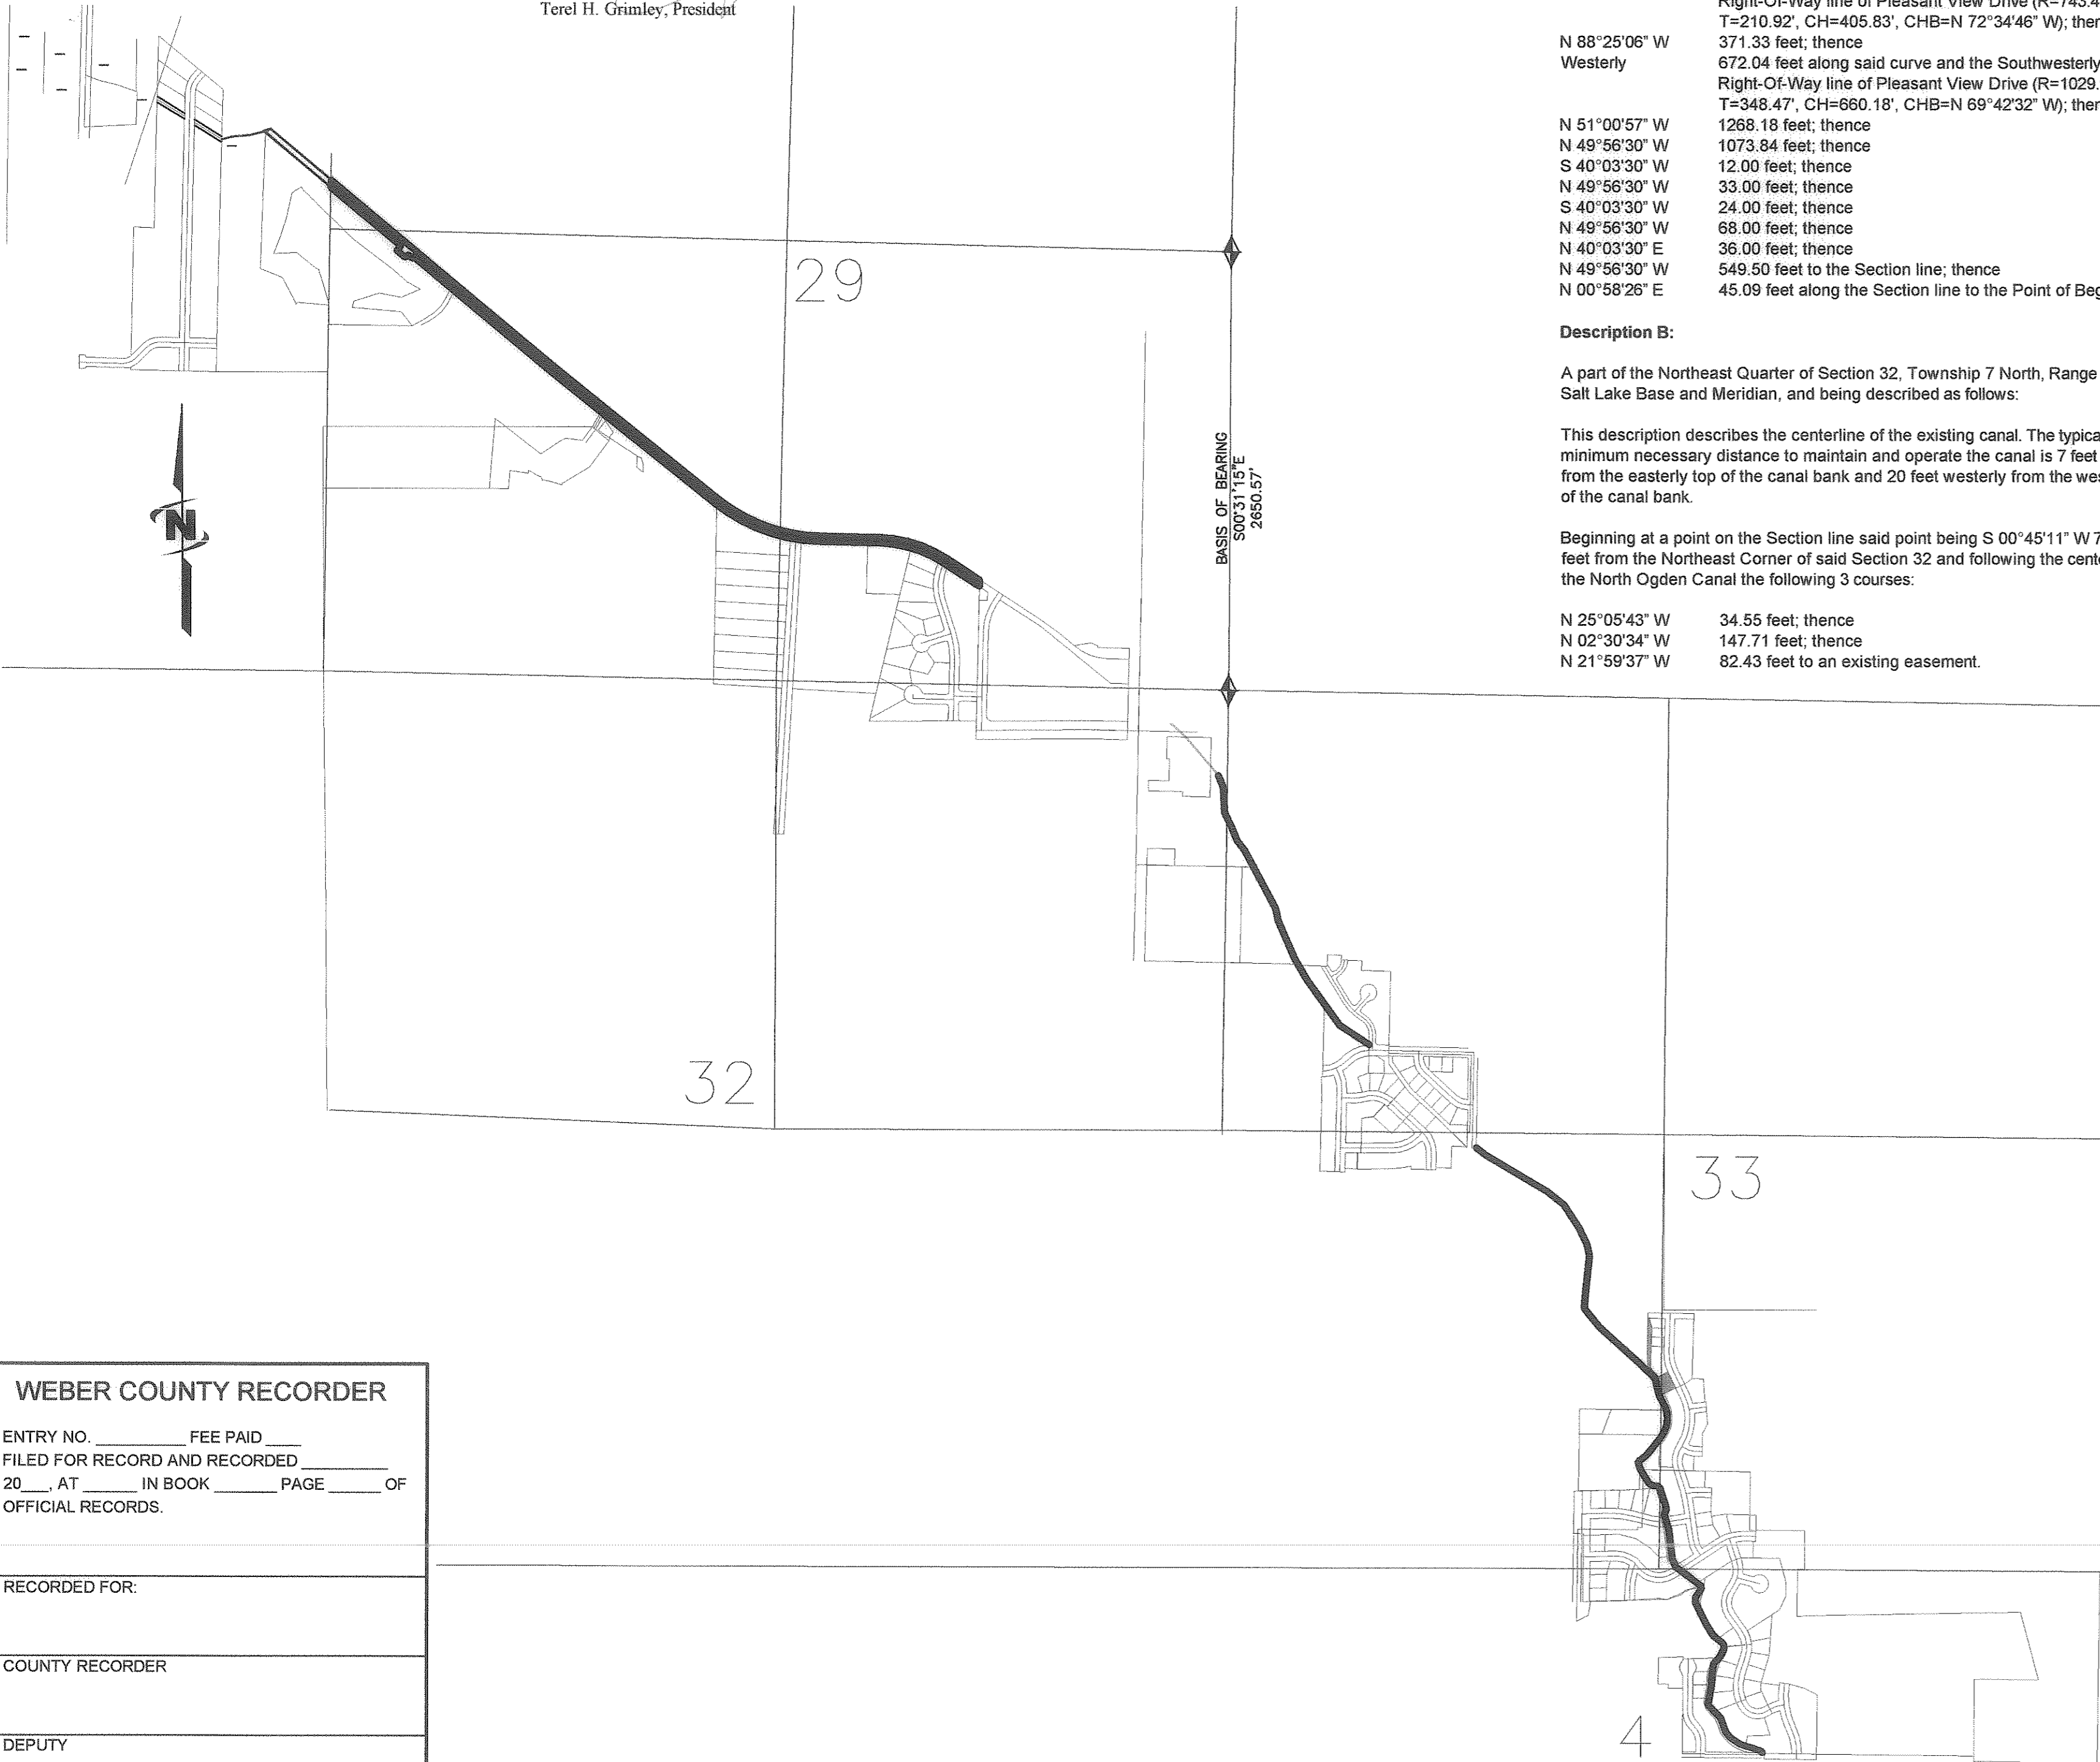 Terel H. Grimley, President
Right-Of-Way line of Pleasant View Drive (R=743.4
T=210.92', CH=405.83', CHB=N 72°34'46" W); ther
N 88°25'06" W 371.33 feet; thence
Westerly 672.04 feet along said curve and the Southwesterly
Right-Of-Way line of Pleasant View Drive (R=1029.
T=348.47', CH=660.18', CHB=N 69°42'32" W); ther
N 51°00'57" W 1268.18 feet; thence
N 49°56'30" W 1073.84 feet; thence
S 40°03'30" W 12.00 feet; thence
N 49°56'30" W 33.00 feet; thence
S 40°03'30" W 24.00 feet; thence
N 49°56'30" W 68.00 feet; thence
N 40°03'30" E 36.00 feet; thence
N 49°56'30" W 549.50 feet to the Section line; thence
N 00°58'26" E 45.09 feet along the Section line to the Point of Beg
Description B:
A part of the Northeast Quarter of Section 32, Township 7 North, Range
Salt Lake Base and Meridian, and being described as follows:
This description describes the centerline of the existing canal. The typica
minimum necessary distance to maintain and operate the canal is 7 feet
from the easterly top of the canal bank and 20 feet westerly from the wes
of the canal bank.
Beginning at a point on the Section line said point being S 00°45'11" W 7
feet from the Northeast Corner of said Section 32 and following the cente
the North Ogden Canal the following 3 courses:
N 25°05'43" W 34.55 feet; thence
N 02°30'34" W 147.71 feet; thence
N 21°59'37" W 82.43 feet to an existing easement.
29
BASIS OF BEARING
S00°31'15"E
2650.57'
N
32
33
4
WEBER COUNTY RECORDER
ENTRY NO. __________ FEE PAID ____
FILED FOR RECORD AND RECORDED __________
20___, AT ______ IN BOOK _______ PAGE ______ OF
OFFICIAL RECORDS.
RECORDED FOR:
COUNTY RECORDER
DEPUTY